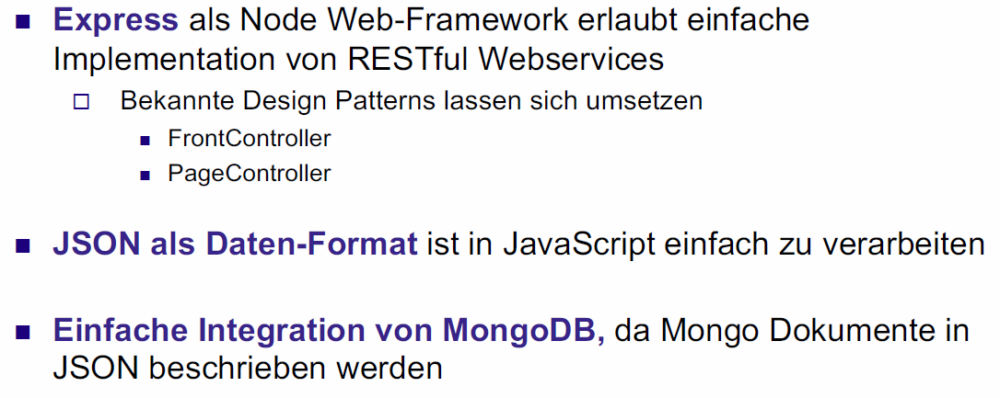 Express als Node Web-Framework erlaubt einfache
Implementation von RESTful Webservices
Bekannte Design Patterns lassen sich umsetzen
FrontController
PageController
JSON als Daten-Format ist in JavaScript einfach zu verarbeiten
Einfache Integration von MongoDB, da Mongo Dokumente in
JSON beschrieben werden